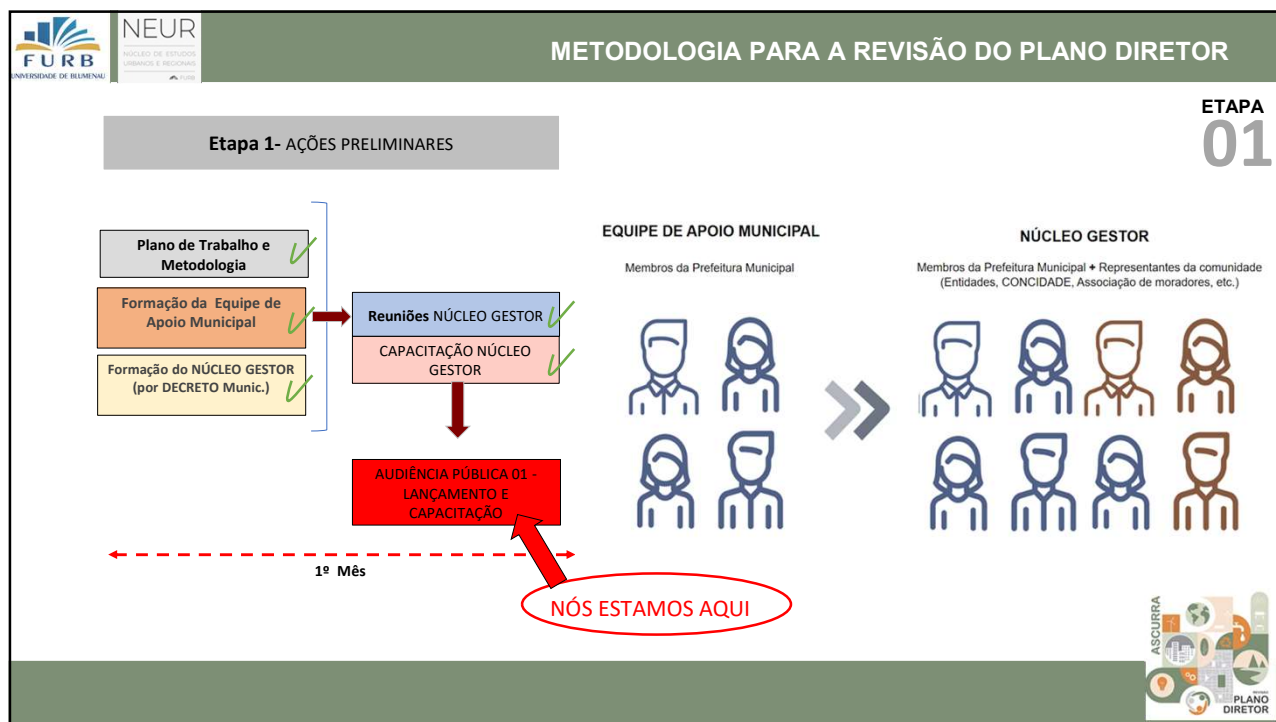 FURB
UNIVERSIDADE DE BLUMENAU
NEUR
NÚCLEO DE ESTUDOS
URBANOS E REGIONAIS
FURB
METODOLOGIA PARA A REVISÃO DO PLANO DIRETOR
ETAPA
01
Etapa 1- AÇÕES PRELIMINARES
Plano de Trabalho e
Metodologia
Formação da Equipe de
Apoio Municipal
Formação do NÚCLEO GESTOR
(por DECRETO Munic.)
Reuniões NÚCLEO GESTOR
CAPACITAÇÃO NÚCLEO
GESTOR
AUDIÊNCIA PÚBLICA 01 -
LANÇAMENTO E
CAPACITAÇÃO
1º Mês
NÓS ESTAMOS AQUI
EQUIPE DE APOIO MUNICIPAL
Membros da Prefeitura Municipal
NÚCLEO GESTOR
Membros da Prefeitura Municipal + Representantes da comunidade
(Entidades, CONCIDADE, Associação de moradores, etc.)
ASCURRA
REVISÃO
PLANO
DIRETOR